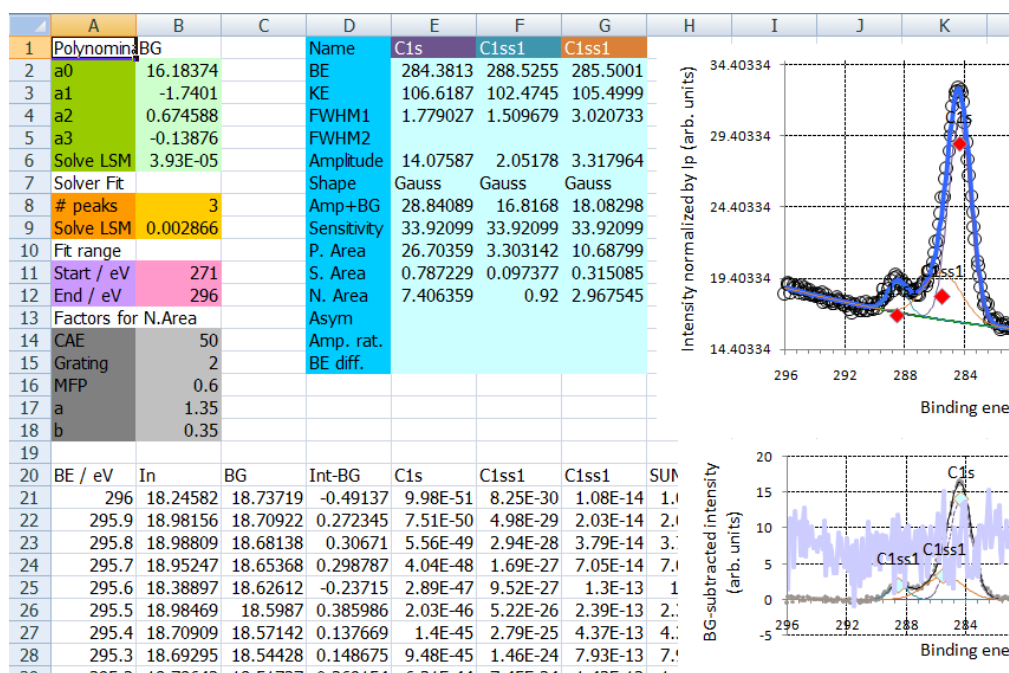 A B C D E F G H I J K
1 Polynomina BG Name C1s C1ss1 C1ss1
2 a0 16.18374 BE 284.3813 288.5255 285.5001
3 a1 -1.7401 KE 106.6187 102.4745 105.4999
4 a2 0.674588 FWHM1 1.779027 1.509679 3.020733
5 a3 -0.13876 FWHM2
6 Solve LSM 3.93E-05 Amplitude 14.07587 2.05178 3.317964
7 Solver Fit Shape Gauss Gauss Gauss
8 # peaks 3 Amp+BG 28.84089 16.8168 18.08298
9 Solve LSM 0.002866 Sensitivity 33.92099 33.92099 33.92099
10 Fit range P. Area 26.70359 3.303142 10.68799
11 Start / eV 271 S. Area 0.787229 0.097377 0.315085
12 End / eV 296 N. Area 7.406359 0.92 2.967545
13 Factors for N.Area Asym
14 CAE 50 Amp. rat.
15 Grating 2 BE diff.
16 MFP 0.6
17 a 1.35
18 b 0.35
19
20 BE / eV In BG Int-BG C1s C1ss1 C1ss1 SUM
21 296 18.24582 18.73719 -0.49137 9.98E-51 8.25E-30 1.08E-14 1.0
22 295.9 18.98156 18.70922 0.272345 7.51E-50 4.98E-29 2.03E-14 2.0
23 295.8 18.98809 18.68138 0.30671 5.56E-49 2.94E-28 3.79E-14 3.
24 295.7 18.95247 18.65368 0.298787 4.04E-48 1.69E-27 7.05E-14 7.0
25 295.6 18.38897 18.62612 -0.23715 2.89E-47 9.52E-27 1.3E-13 1
26 295.5 18.98469 18.5987 0.385986 2.03E-46 5.22E-26 2.39E-13 2.
27 295.4 18.70909 18.57142 0.137669 1.4E-45 2.79E-25 4.37E-13 4.
28 295.3 18.69295 18.54428 0.148675 9.48E-45 1.46E-24 7.93E-13 7.9
Intensity normalized by Ip (arb. units)
34.40334
29.40334
24.40334
19.40334
14.40334
C1s
C1ss1
296 292 288 284
Binding ene
BG-subtracted intensity
(arb. units)
20
15
10
5
0
-5
C1s
C1ss1 C1ss1
296 292 288 284
Binding ene